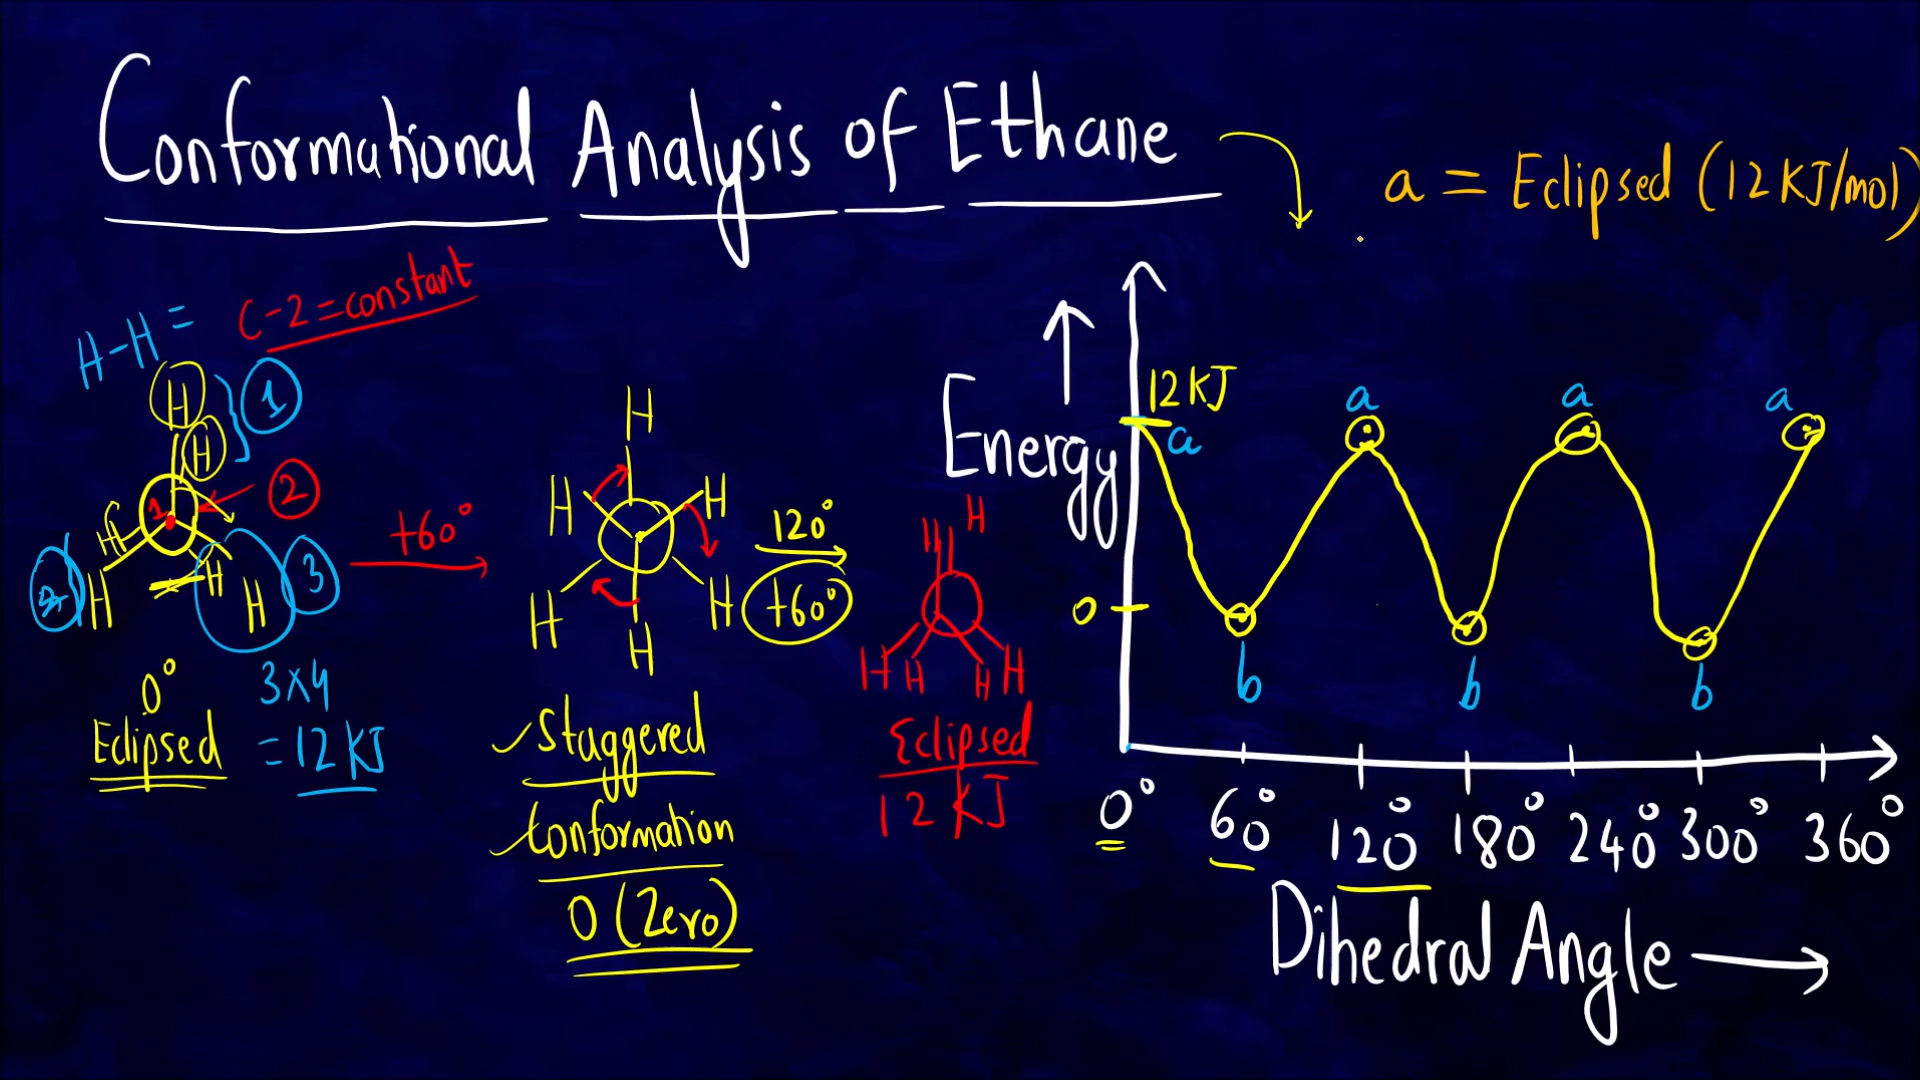 Conformational Analysis of Ethane
a = Eclipsed (12 KJ/mol)
H-H =
C-2 = constant
H
H
1
1
2
H
H
2
H
H
3
0°
Eclipsed
3x4
= 12 KJ
+60°
H
H
H
H
H
H
Staggered
Conformation
0 (Zero)
120°
+60°
H
H
H
H
H
H
Eclipsed
12 KJ
Energy
12 KJ
a
a
a
a
0
b
b
b
0°
60°
120°
180°
240°
300°
360°
Dihedral Angle